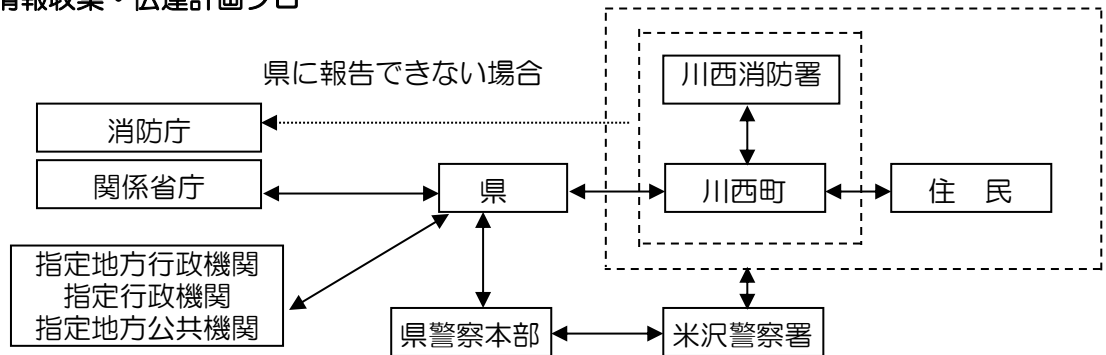 情報収集・伝達計画フロー
県に報告できない場合
川西消防署
消防庁
関係省庁
県
川西町
住　民
指定地方行政機関
指定行政機関
指定地方公共機関
県警察本部
米沢警察署